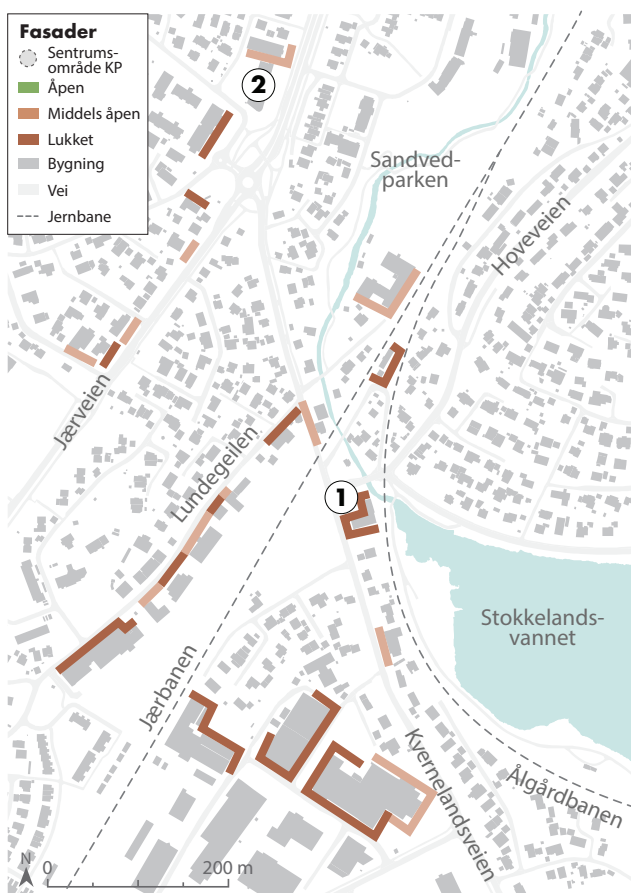 Fasader
Sentrums-
område KP
Åpen
Middels åpen
Lukket
Bygning
Vei
Jernbane
2
Sandved-
parken
Hoveveien
Jærveien
Lundegeilen
1
Stokkelands-
vannet
Jærbanen
Kvernelandsveien
Ålgårdbanen
N
0
200 m